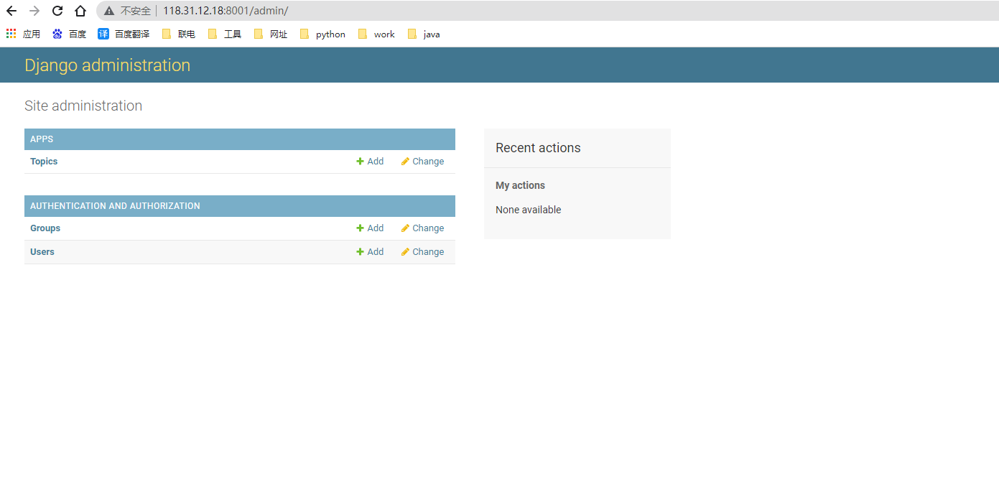 不安全 118.31.12.18:8001/admin/
应用 百度 译 百度翻译 联电 工具 网址 python work java
Django administration
Site administration
APPS
Topics Add Change
AUTHENTICATION AND AUTHORIZATION
Groups Add Change
Users Add Change
Recent actions
My actions
None available